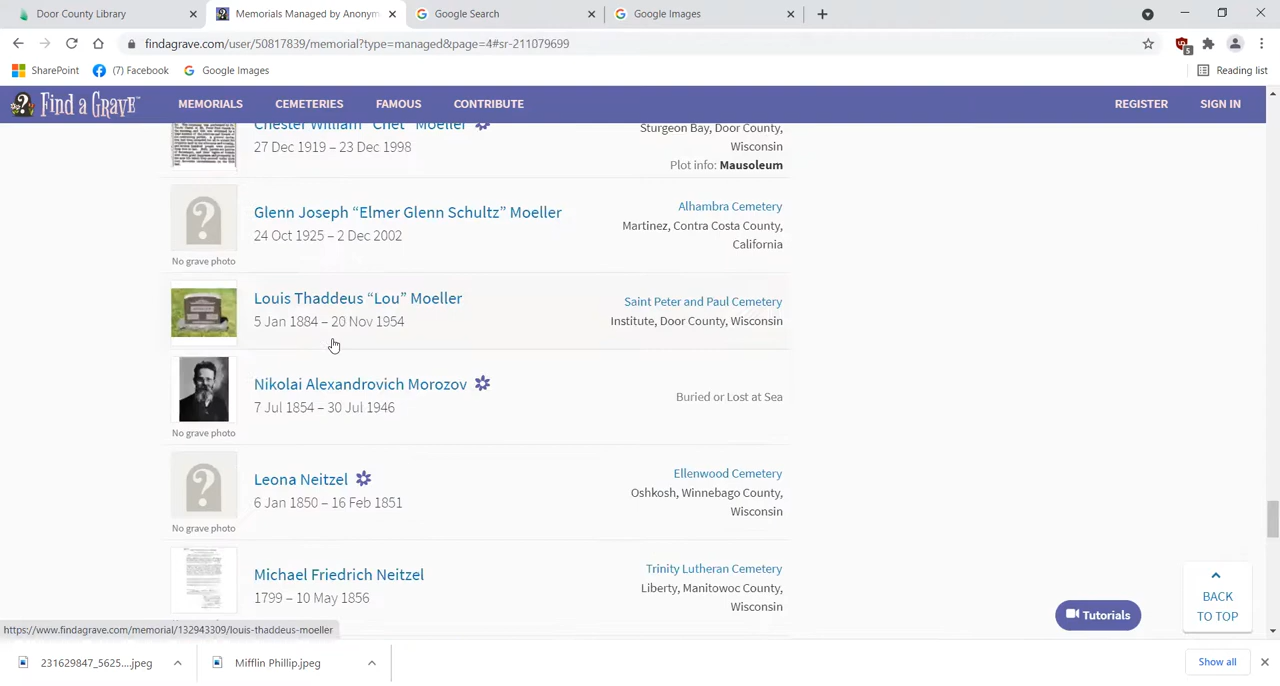 Door County Library
Memorials Managed by Anonym
Google Search
Google Images
findagrave.com/user/50817839/memorial?type=managed&page=4#sr-211079699
5
SharePoint
(7) Facebook
Google Images
Reading list
FIND A GRAVE™
MEMORIALS
CEMETERIES
FAMOUS
CONTRIBUTE
REGISTER
SIGN IN
Chester William “Chet” Moeller
27 Dec 1919 – 23 Dec 1998
Sturgeon Bay, Door County,
Wisconsin
Plot info: Mausoleum
No grave photo
Glenn Joseph “Elmer Glenn Schultz” Moeller
24 Oct 1925 – 2 Dec 2002
Alhambra Cemetery
Martinez, Contra Costa County,
California
Louis Thaddeus “Lou” Moeller
5 Jan 1884 – 20 Nov 1954
Saint Peter and Paul Cemetery
Institute, Door County, Wisconsin
No grave photo
Nikolai Alexandrovich Morozov
7 Jul 1854 – 30 Jul 1946
Buried or Lost at Sea
No grave photo
Leona Neitzel
6 Jan 1850 – 16 Feb 1851
Ellenwood Cemetery
Oshkosh, Winnebago County,
Wisconsin
Michael Friedrich Neitzel
1799 – 10 May 1856
Trinity Lutheran Cemetery
Liberty, Manitowoc County,
Wisconsin
BACK
TO TOP
Tutorials
https://www.findagrave.com/memorial/132943309/louis-thaddeus-moeller
231629847_5625....jpeg
Mifflin Phillip.jpeg
Show all